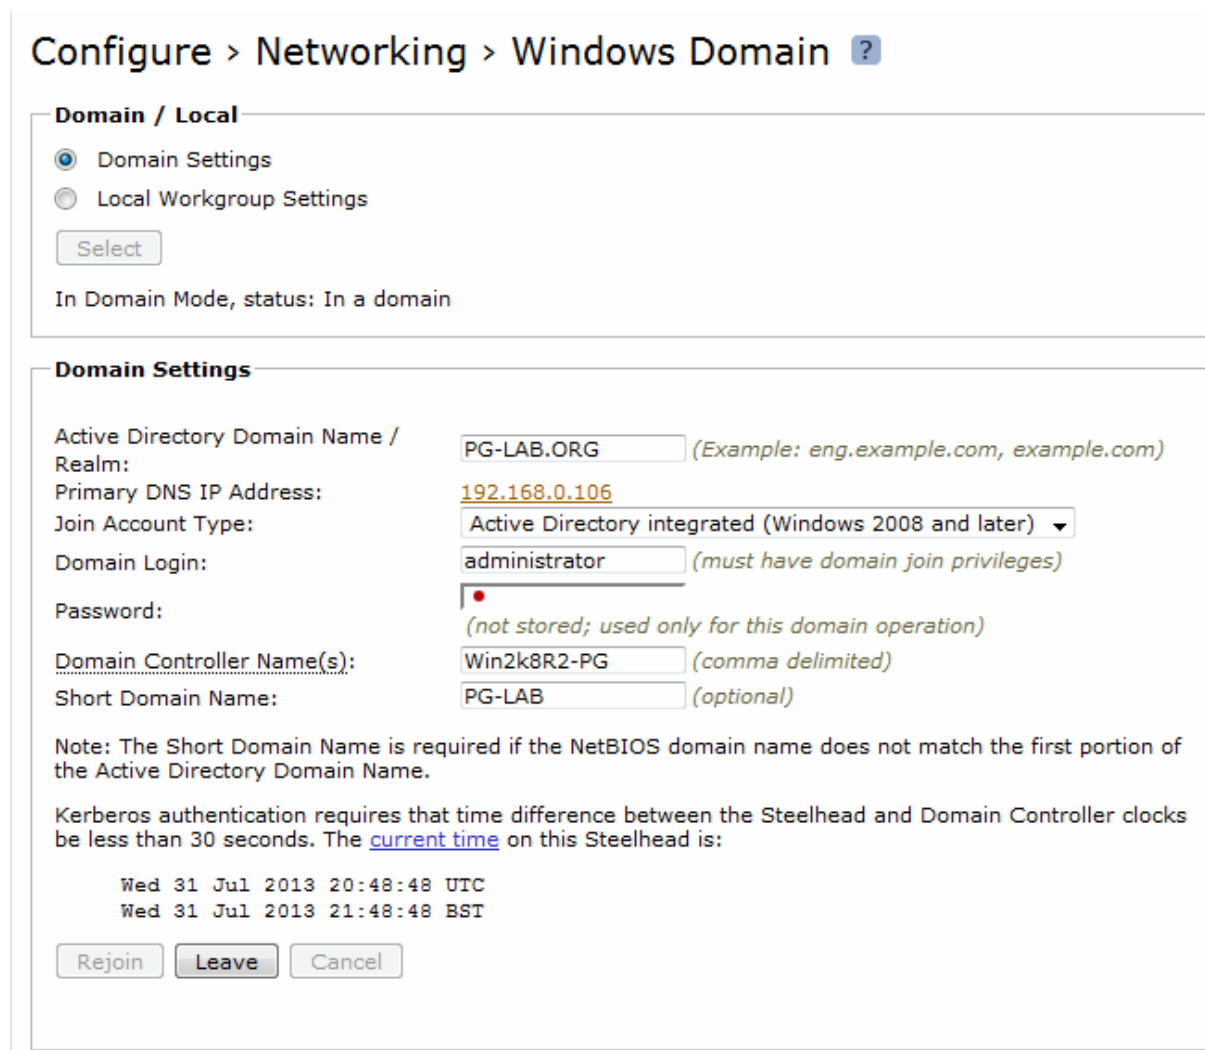 Configure › Networking › Windows Domain ?
Domain / Local
Domain Settings
Local Workgroup Settings
Select
In Domain Mode, status: In a domain
Domain Settings
Active Directory Domain Name /
Realm:
PG-LAB.ORG (Example: eng.example.com, example.com)
Primary DNS IP Address: 192.168.0.106
Join Account Type: Active Directory integrated (Windows 2008 and later)
Domain Login: administrator (must have domain join privileges)
Password:
(not stored; used only for this domain operation)
Domain Controller Name(s): Win2k8R2-PG (comma delimited)
Short Domain Name: PG-LAB (optional)
Note: The Short Domain Name is required if the NetBIOS domain name does not match the first portion of
the Active Directory Domain Name.
Kerberos authentication requires that time difference between the Steelhead and Domain Controller clocks
be less than 30 seconds. The current time on this Steelhead is:
Wed 31 Jul 2013 20:48:48 UTC
Wed 31 Jul 2013 21:48:48 BST
Rejoin Leave Cancel